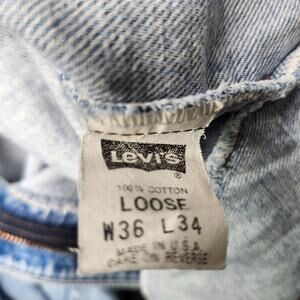 Levi's
®
100% COTTON
LOOSE
W36 L34
MADE IN U.S.A.
CARE ON REVERSE